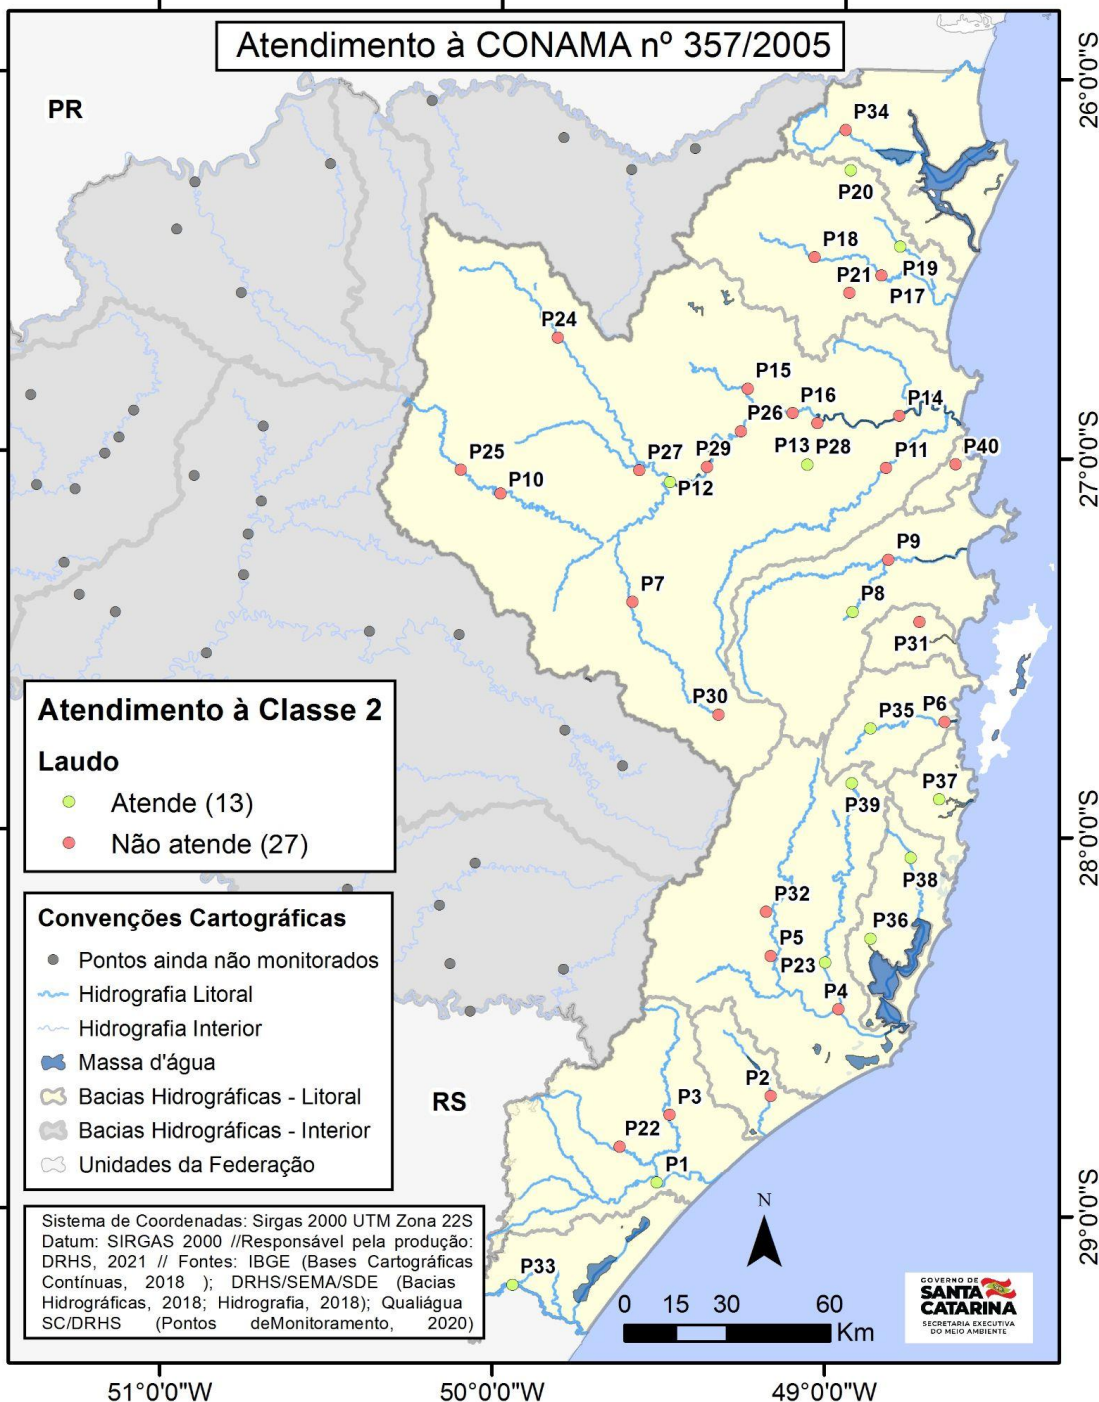 Atendimento à CONAMA nº 357/2005
PR
26°0'0"S
P34
P20
P18
P19
P21
P17
P24
P15
P16
P14
P26
P13
P28
P11
P40
27°0'0"S
P25
P10
P27
P29
P12
P9
P7
P8
P31
P30
P35
P6
P37
P39
28°0'0"S
P38
P32
P36
P5
P23
P4
P2
P3
P22
P1
RS
29°0'0"S
P33
Atendimento à Classe 2
Laudo
Atende (13)
Não atende (27)
Convenções Cartográficas
Pontos ainda não monitorados
Hidrografia Litoral
Hidrografia Interior
Massa d'água
Bacias Hidrográficas - Litoral
Bacias Hidrográficas - Interior
Unidades da Federação
Sistema de Coordenadas: Sirgas 2000 UTM Zona 22S
Datum: SIRGAS 2000 //Responsável pela produção:
DRHS, 2021 // Fontes: IBGE (Bases Cartográficas
Contínuas, 2018 ); DRHS/SEMA/SDE (Bacias
Hidrográficas, 2018; Hidrografia, 2018); Qualiágua
SC/DRHS (Pontos deMonitoramento, 2020)
N
0 15 30 60
Km
GOVERNO DE
SANTA
CATARINA
SECRETARIA EXECUTIVA
DO MEIO AMBIENTE
51°0'0"W 50°0'0"W 49°0'0"W